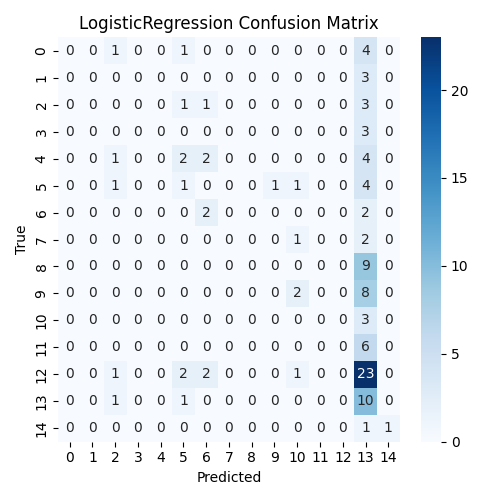 LogisticRegression Confusion Matrix
0 0 0 1 0 0 1 0 0 0 0 0 0 0 4 0
1 0 0 0 0 0 0 0 0 0 0 0 0 0 3 0
2 0 0 0 0 0 1 1 0 0 0 0 0 0 3 0
3 0 0 0 0 0 0 0 0 0 0 0 0 0 3 0
4 0 0 1 0 0 2 2 0 0 0 0 0 0 4 0
5 0 0 1 0 0 1 0 0 0 1 1 0 0 4 0
6 0 0 0 0 0 0 2 0 0 0 0 0 0 2 0
7 0 0 0 0 0 0 0 0 0 0 1 0 0 2 0
8 0 0 0 0 0 0 0 0 0 0 0 0 0 9 0
9 0 0 0 0 0 0 0 0 0 0 2 0 0 8 0
10 0 0 0 0 0 0 0 0 0 0 0 0 0 3 0
11 0 0 0 0 0 0 0 0 0 0 0 0 0 6 0
12 0 0 1 0 0 2 2 0 0 0 1 0 0 23 0
13 0 0 1 0 0 1 0 0 0 0 0 0 0 10 0
14 0 0 0 0 0 0 0 0 0 0 0 0 0 1 1
0 1 2 3 4 5 6 7 8 9 10 11 12 13 14
Predicted
True
20
15
10
5
0